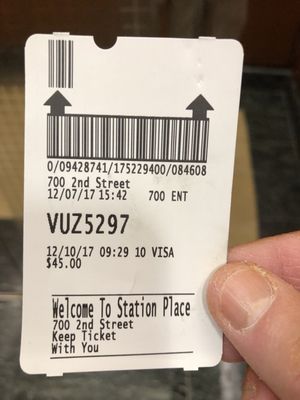 0/09428741/175229400/084608
700 2nd Street
12/07/17 15:42 700 ENT
VUZ5297
12/10/17 09:29 10 VISA
$45.00
Welcome To Station Place
700 2nd Street
Keep Ticket
With You